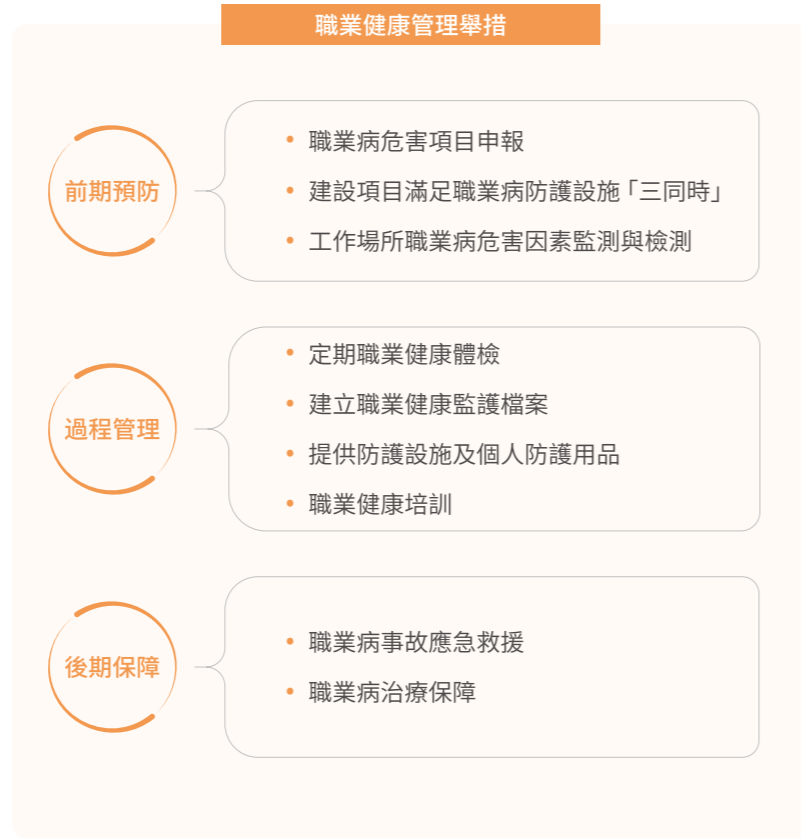 職業健康管理舉措
前期預防
• 職業病危害項目申報
• 建設項目滿足職業病防護設施「三同時」
• 工作場所職業病危害因素監測與檢測
過程管理
• 定期職業健康體檢
• 建立職業健康監護檔案
• 提供防護設施及個人防護用品
• 職業健康培訓
後期保障
• 職業病事故應急救援
• 職業病治療保障